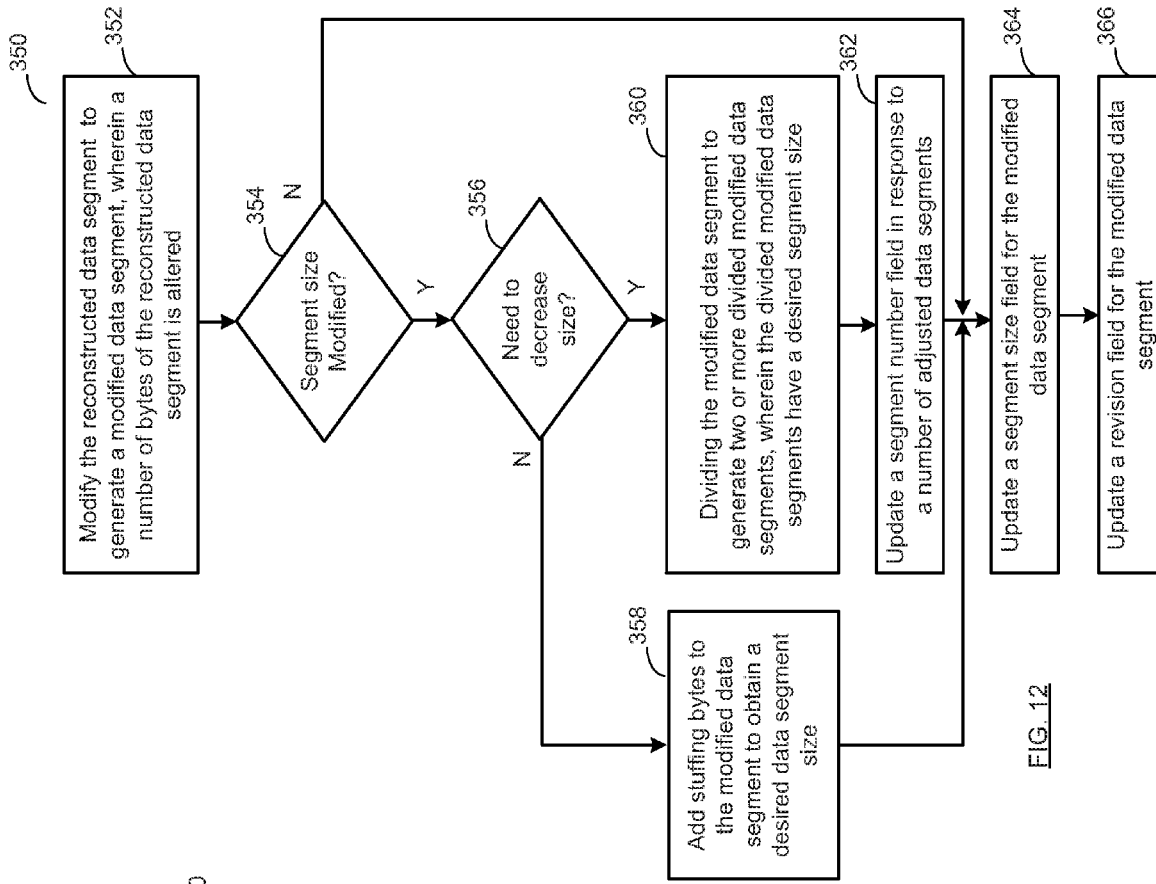 350
352
Modify the reconstructed data segment to
generate a modified data segment, wherein a
number of bytes of the reconstructed data
segment is altered
354
Segment size
Modified?
N
Y
356
Need to
decrease
size?
N
Y
358
Add stuffing bytes to
the modified data
segment to obtain a
desired data segment
size
360
Dividing the modified data segment to
generate two or more divided modified data
segments, wherein the divided modified data
segments have a desired segment size
362
Update a segment number field in response to
a number of adjusted data segments
364
Update a segment size field for the modified
data segment
366
Update a revision field for the modified data
segment
FIG. 12
0